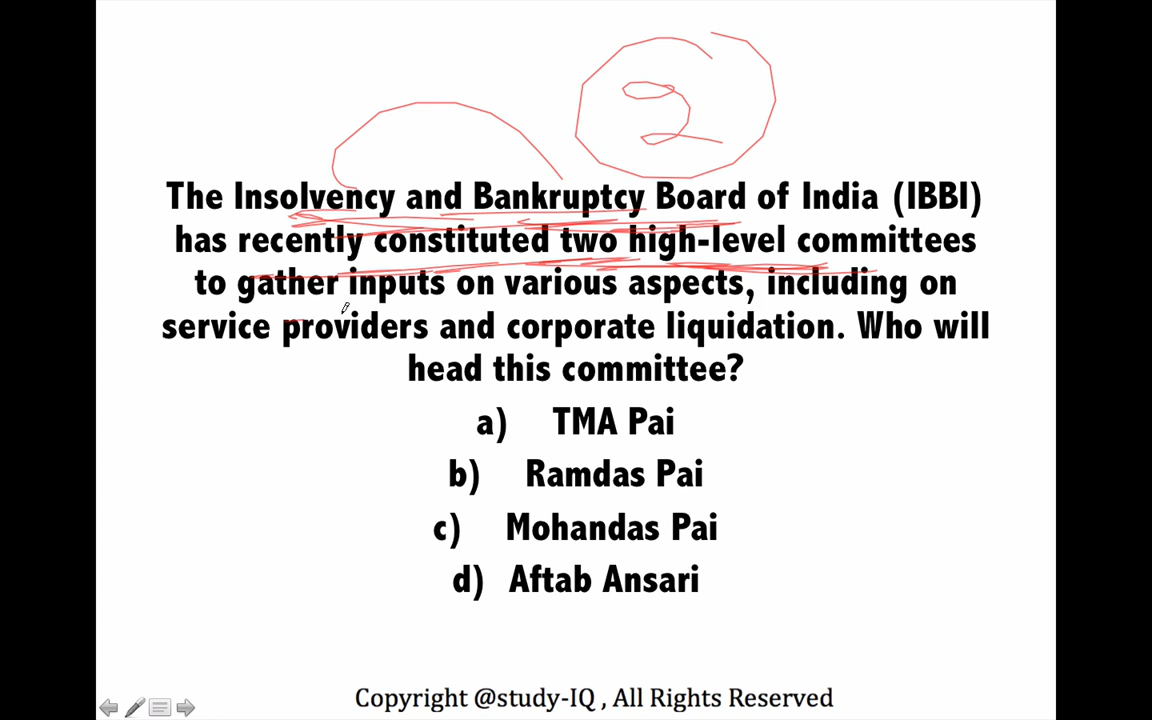 2
The Insolvency and Bankruptcy Board of India (IBBI)
has recently constituted two high-level committees
to gather inputs on various aspects, including on
service providers and corporate liquidation. Who will
head this committee?
a) TMA Pai
b) Ramdas Pai
c) Mohandas Pai
d) Aftab Ansari
Copyright @study-IQ , All Rights Reserved